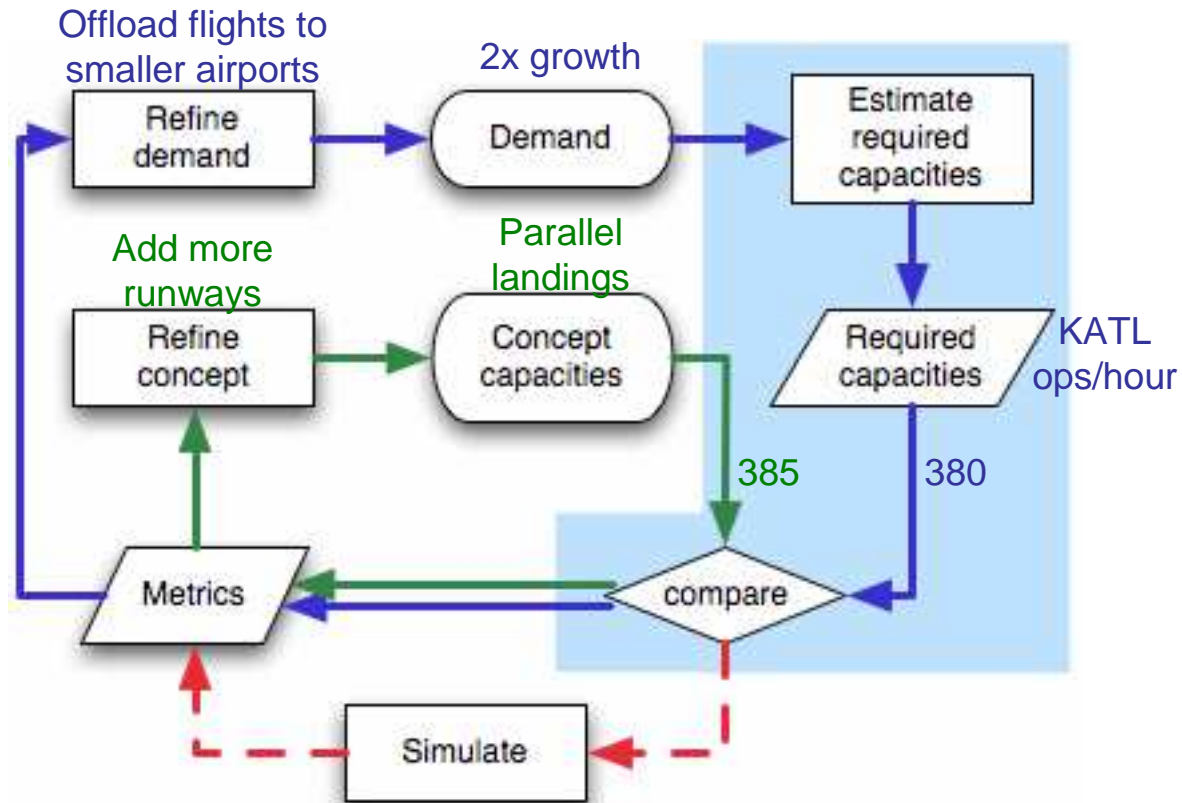 Offload flights to
smaller airports
2x growth
Refine
demand
Demand
Estimate
required
capacities
Add more
runways
Parallel
landings
Refine
concept
Concept
capacities
Required
capacities
KATL
ops/hour
385
380
Metrics
compare
Simulate